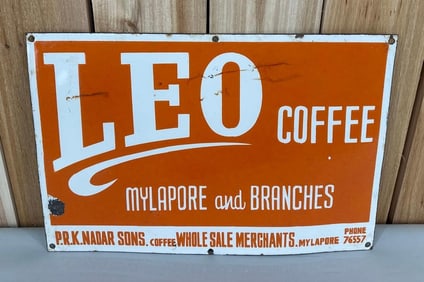 LEO
COFFEE
MYLAPORE and BRANCHES
P.R.K. NADAR SONS. COFFEE WHOLE SALE MERCHANTS. MYLAPORE PHONE 76557